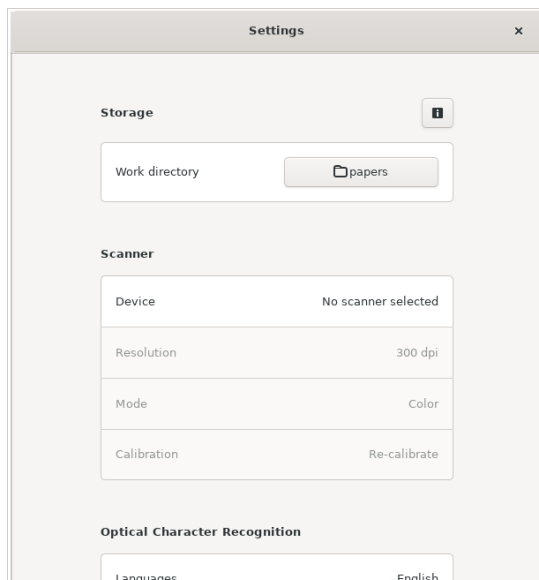 Settings
Storage
Work directory papers
Scanner
Device No scanner selected
Resolution 300 dpi
Mode Color
Calibration Re-calibrate
Optical Character Recognition
Languages English